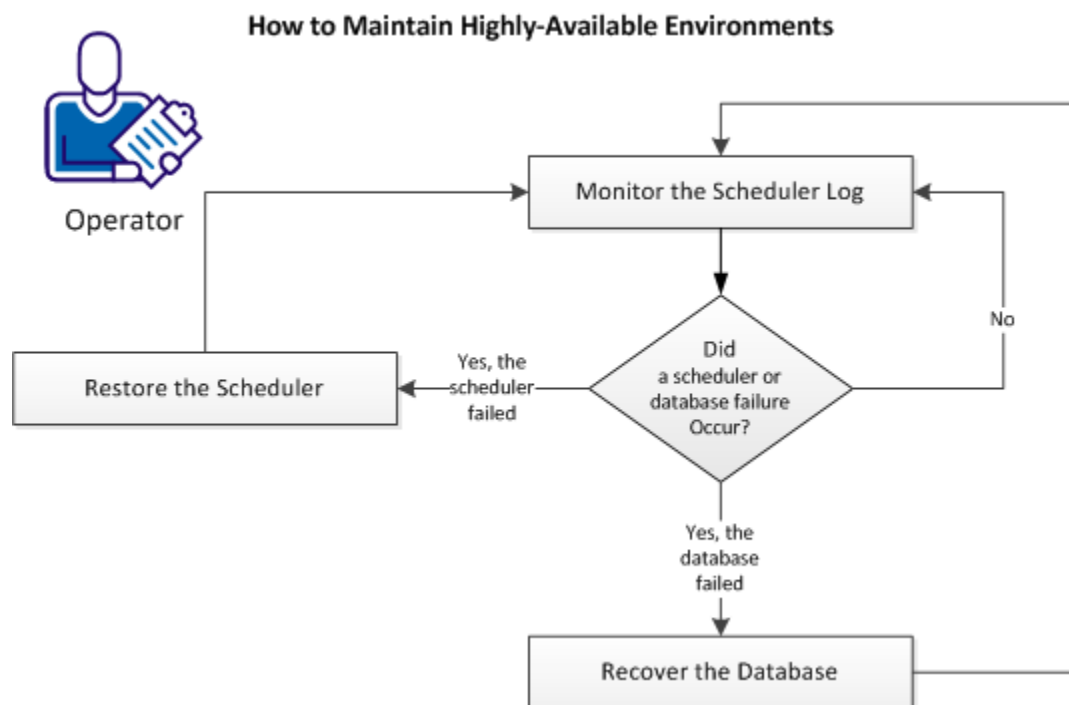 How to Maintain Highly-Available Environments
Operator
Monitor the Scheduler Log
No
Did
a scheduler or
database failure
Occur?
Yes, the
scheduler
failed
Restore the Scheduler
Yes, the
database
failed
Recover the Database